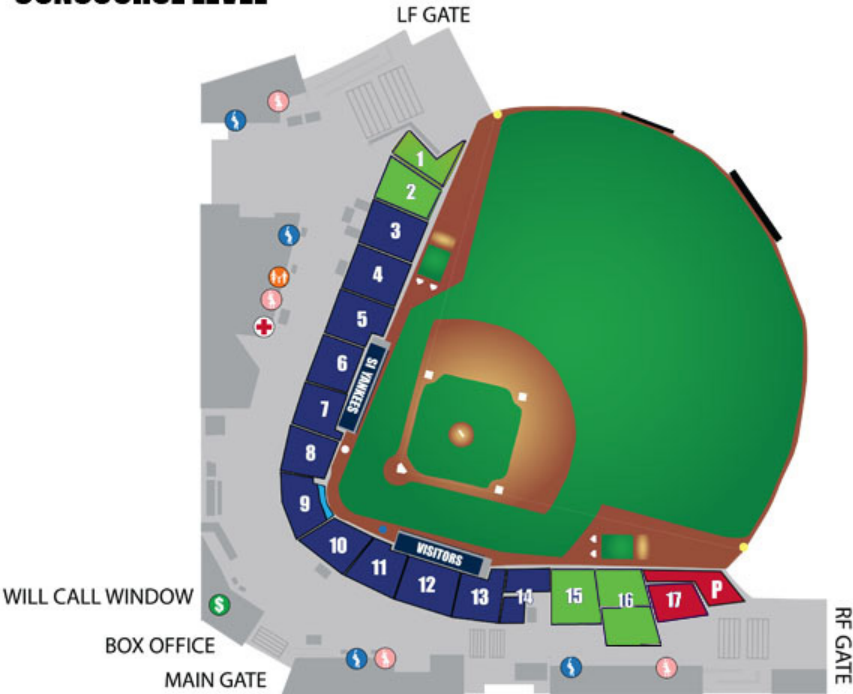 LF GATE
1
2
3
4
5
6
SI YANKEES
7
8
9
10
VISITORS
11
12
13
14
15
16
17
P
WILL CALL WINDOW
$
BOX OFFICE
MAIN GATE
RF GATE